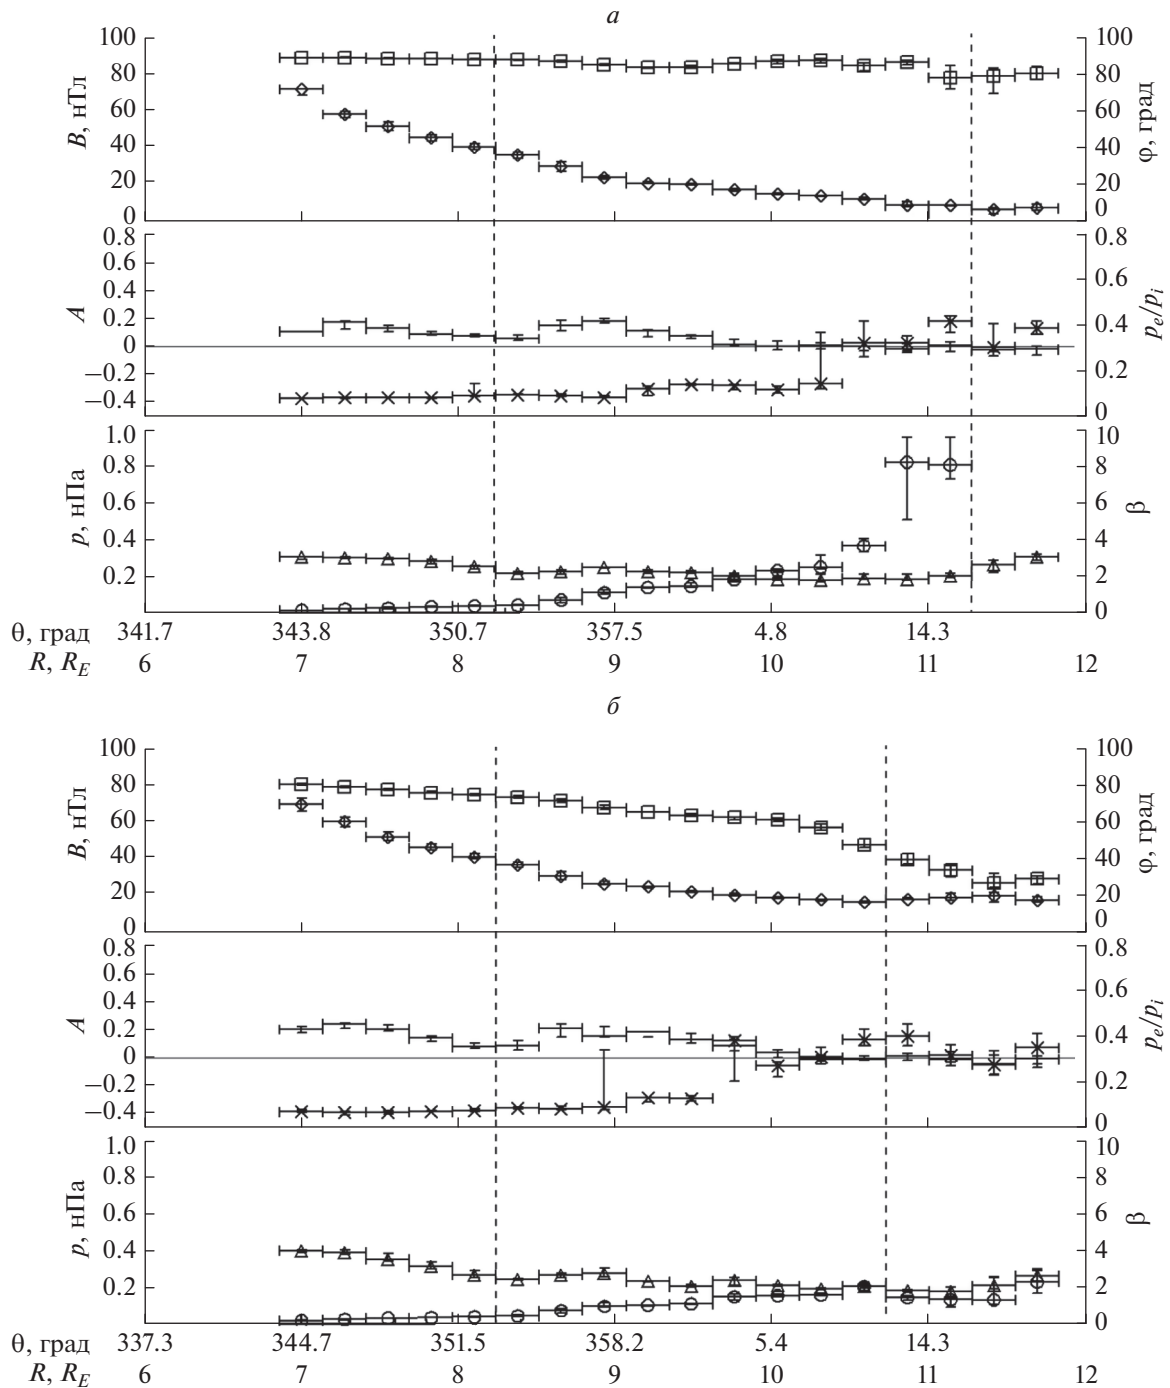 а
100 100
80 80
60 60
40 40
20 20
0 0
B, нТл
φ, град
0.8 0.8
0.6 0.6
0.4
0.2 0.4
0
−0.2 0.2
−0.4 0
A
p_e/p_i
1.0 10
0.8 8
6
0.4 4
0.2 2
0
p, нПа
β
θ, град 341.7 343.8 350.7 357.5 4.8 14.3
R, R_E 6 7 8 9 10 11 12
б
100 100
80 80
60 60
40 40
20 20
0 0
B, нТл
φ, град
0.8 0.8
0.6 0.6
0.4
0.2 0.4
0
−0.2 0.2
−0.4 0
A
p_e/p_i
1.0 10
0.8 8
0.6 6
0.4 4
0.2 2
0
p, нПа
β
θ, град 337.3 344.7 351.5 358.2 5.4 14.3
R, R_E 6 7 8 9 10 11 12